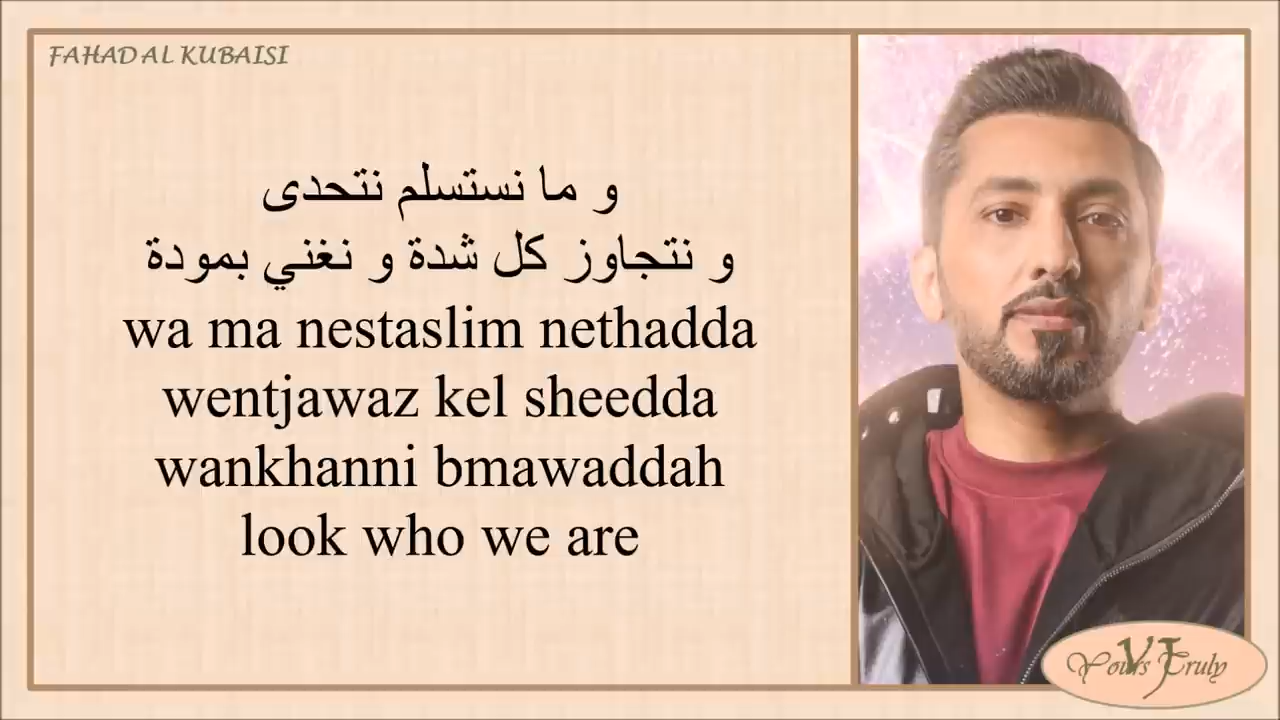 FAHAD AL KUBAISI
و ما نستسلم نتحدى
و نتجاوز كل شدة و نغني بمودة
wa ma nestaslim nethadda
wentjawaz kel sheedda
wankhanni bmawaddah
look who we are
VJ
Yours Truly